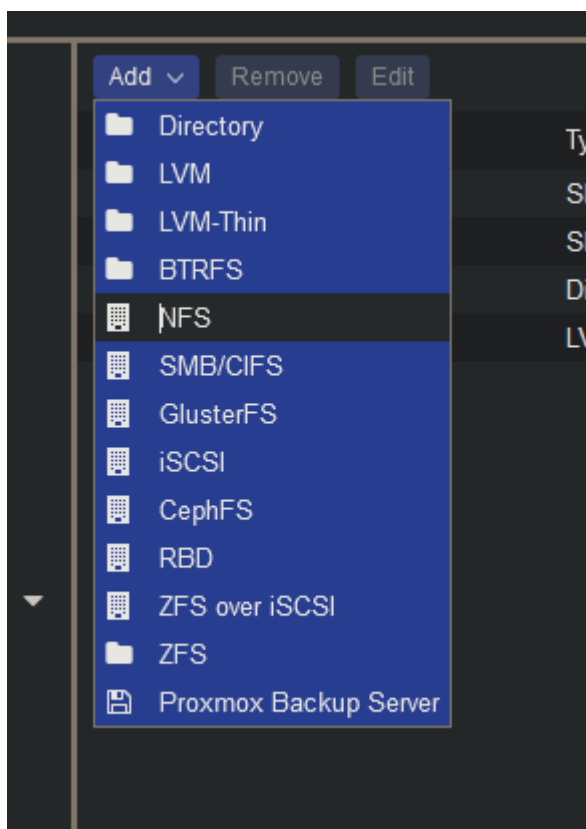 Add Remove Edit
Directory
LVM
LVM-Thin
BTRFS
NFS
SMB/CIFS
GlusterFS
iSCSI
CephFS
RBD
ZFS over iSCSI
ZFS
Proxmox Backup Server